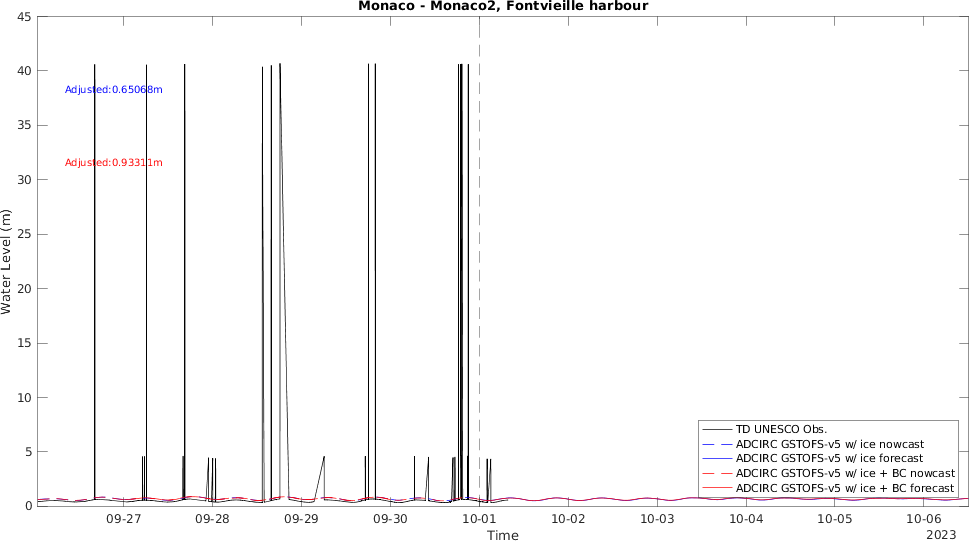 Monaco - Monaco2, Fontvieille harbour
45
40
35
30
25
20
15
10
5
0
Water Level (m)
Adjusted:0.65068m
Adjusted:0.93311m
TD UNESCO Obs.
ADCIRC GSTOFS-v5 w/ ice nowcast
ADCIRC GSTOFS-v5 w/ ice forecast
ADCIRC GSTOFS-v5 w/ ice + BC nowcast
ADCIRC GSTOFS-v5 w/ ice + BC forecast
09-27 09-28 09-29 09-30 10-01 10-02 10-03 10-04 10-05 10-06
2023
Time